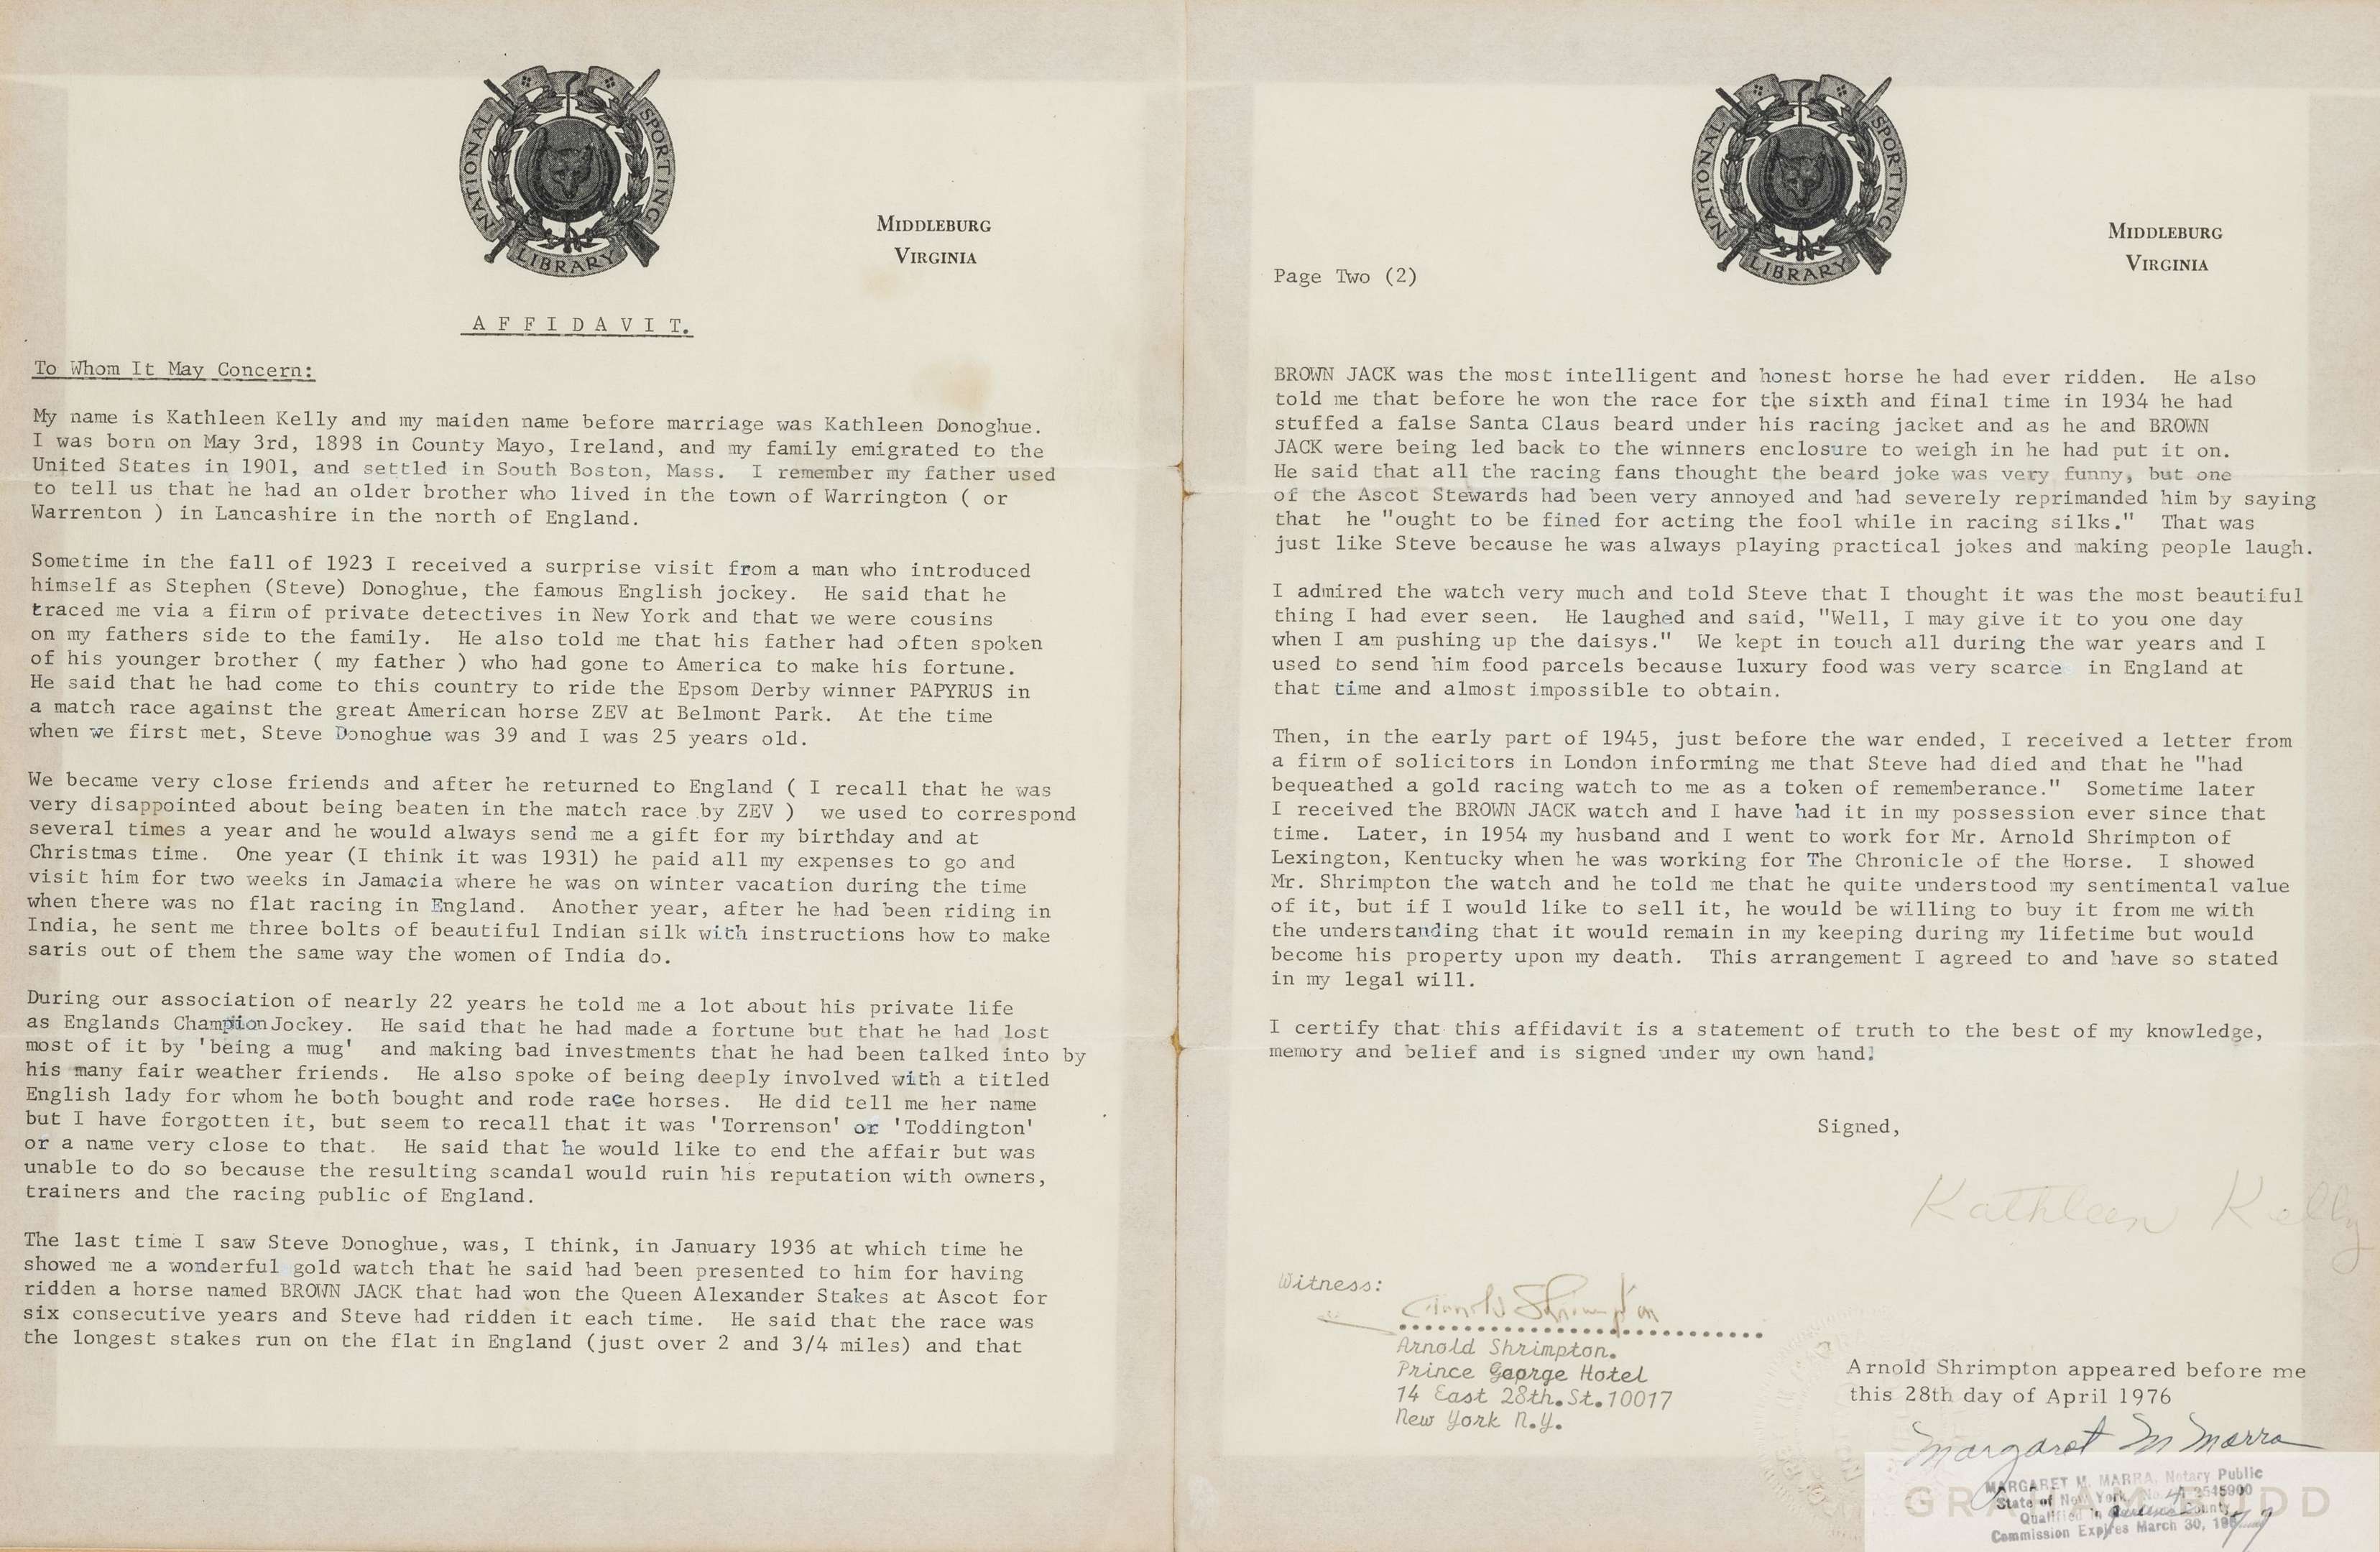 NATIONAL SPORTING LIBRARY
MIDDLEBURG
VIRGINIA
A F F I D A V I T.
To Whom It May Concern:
My name is Kathleen Kelly and my maiden name before marriage was Kathleen Donoghue.
I was born on May 3rd, 1898 in County Mayo, Ireland, and my family emigrated to the
United States in 1901, and settled in South Boston, Mass. I remember my father used
to tell us that he had an older brother who lived in the town of Warrington ( or
Warrenton ) in Lancashire in the north of England.
Sometime in the fall of 1923 I received a surprise visit from a man who introduced
himself as Stephen (Steve) Donoghue, the famous English jockey. He said that he
traced me via a firm of private detectives in New York and that we were cousins
on my fathers side to the family. He also told me that his father had often spoken
of his younger brother ( my father ) who had gone to America to make his fortune.
He said that he had come to this country to ride the Epsom Derby winner PAPYRUS in
a match race against the great American horse ZEV at Belmont Park. At the time
when we first met, Steve Donoghue was 39 and I was 25 years old.
We became very close friends and after he returned to England ( I recall that he was
very disappointed about being beaten in the match race by ZEV ) we used to correspond
several times a year and he would always send me a gift for my birthday and at
Christmas time. One year (I think it was 1931) he paid all my expenses to go and
visit him for two weeks in Jamacia where he was on winter vacation during the time
when there was no flat racing in England. Another year, after he had been riding in
India, he sent me three bolts of beautiful Indian silk with instructions how to make
saris out of them the same way the women of India do.
During our association of nearly 22 years he told me a lot about his private life
as Englands Champion Jockey. He said that he had made a fortune but that he had lost
most of it by 'being a mug' and making bad investments that he had been talked into by
his many fair weather friends. He also spoke of being deeply involved with a titled
English lady for whom he both bought and rode race horses. He did tell me her name
but I have forgotten it, but seem to recall that it was 'Torrenson' or 'Toddington'
or a name very close to that. He said that he would like to end the affair but was
unable to do so because the resulting scandal would ruin his reputation with owners,
trainers and the racing public of England.
The last time I saw Steve Donoghue, was, I think, in January 1936 at which time he
showed me a wonderful gold watch that he said had been presented to him for having
ridden a horse named BROWN JACK that had won the Queen Alexander Stakes at Ascot for
six consecutive years and Steve had ridden it each time. He said that the race was
the longest stakes run on the flat in England (just over 2 and 3/4 miles) and that
NATIONAL SPORTING LIBRARY
MIDDLEBURG
VIRGINIA
Page Two (2)
BROWN JACK was the most intelligent and honest horse he had ever ridden. He also
told me that before he won the race for the sixth and final time in 1934 he had
stuffed a false Santa Claus beard under his racing jacket and as he and BROWN
JACK were being led back to the winners enclosure to weigh in he had put it on.
He said that all the racing fans thought the beard joke was very funny, but one
of the Ascot Stewards had been very annoyed and had severely reprimanded him by saying
that he "ought to be fined for acting the fool while in racing silks." That was
just like Steve because he was always playing practical jokes and making people laugh.
I admired the watch very much and told Steve that I thought it was the most beautiful
thing I had ever seen. He laughed and said, "Well, I may give it to you one day
when I am pushing up the daisys." We kept in touch all during the war years and I
used to send him food parcels because luxury food was very scarce in England at
that time and almost impossible to obtain.
Then, in the early part of 1945, just before the war ended, I received a letter from
a firm of solicitors in London informing me that Steve had died and that he "had
bequeathed a gold racing watch to me as a token of rememberance." Sometime later
I received the BROWN JACK watch and I have had it in my possession ever since that
time. Later, in 1954 my husband and I went to work for Mr. Arnold Shrimpton of
Lexington, Kentucky when he was working for The Chronicle of the Horse. I showed
Mr. Shrimpton the watch and he told me that he quite understood my sentimental value
of it, but if I would like to sell it, he would be willing to buy it from me with
the understanding that it would remain in my keeping during my lifetime but would
become his property upon my death. This arrangement I agreed to and have so stated
in my legal will.
I certify that this affidavit is a statement of truth to the best of my knowledge,
memory and belief and is signed under my own hand.
Signed,
Kathleen Kelly
Witness:
Arnold Shrimpton
Arnold Shrimpton.
Prince George Hotel
14 East 28th. St. 10017
New York N.Y.
Arnold Shrimpton appeared before me
this 28th day of April 1976
Margaret M Marra
MARGARET M. MARRA, Notary Public
State of New York, No. 41 2545900
Qualified in Queens County
Commission Expires March 30, 1977
GRAHAM BUDD